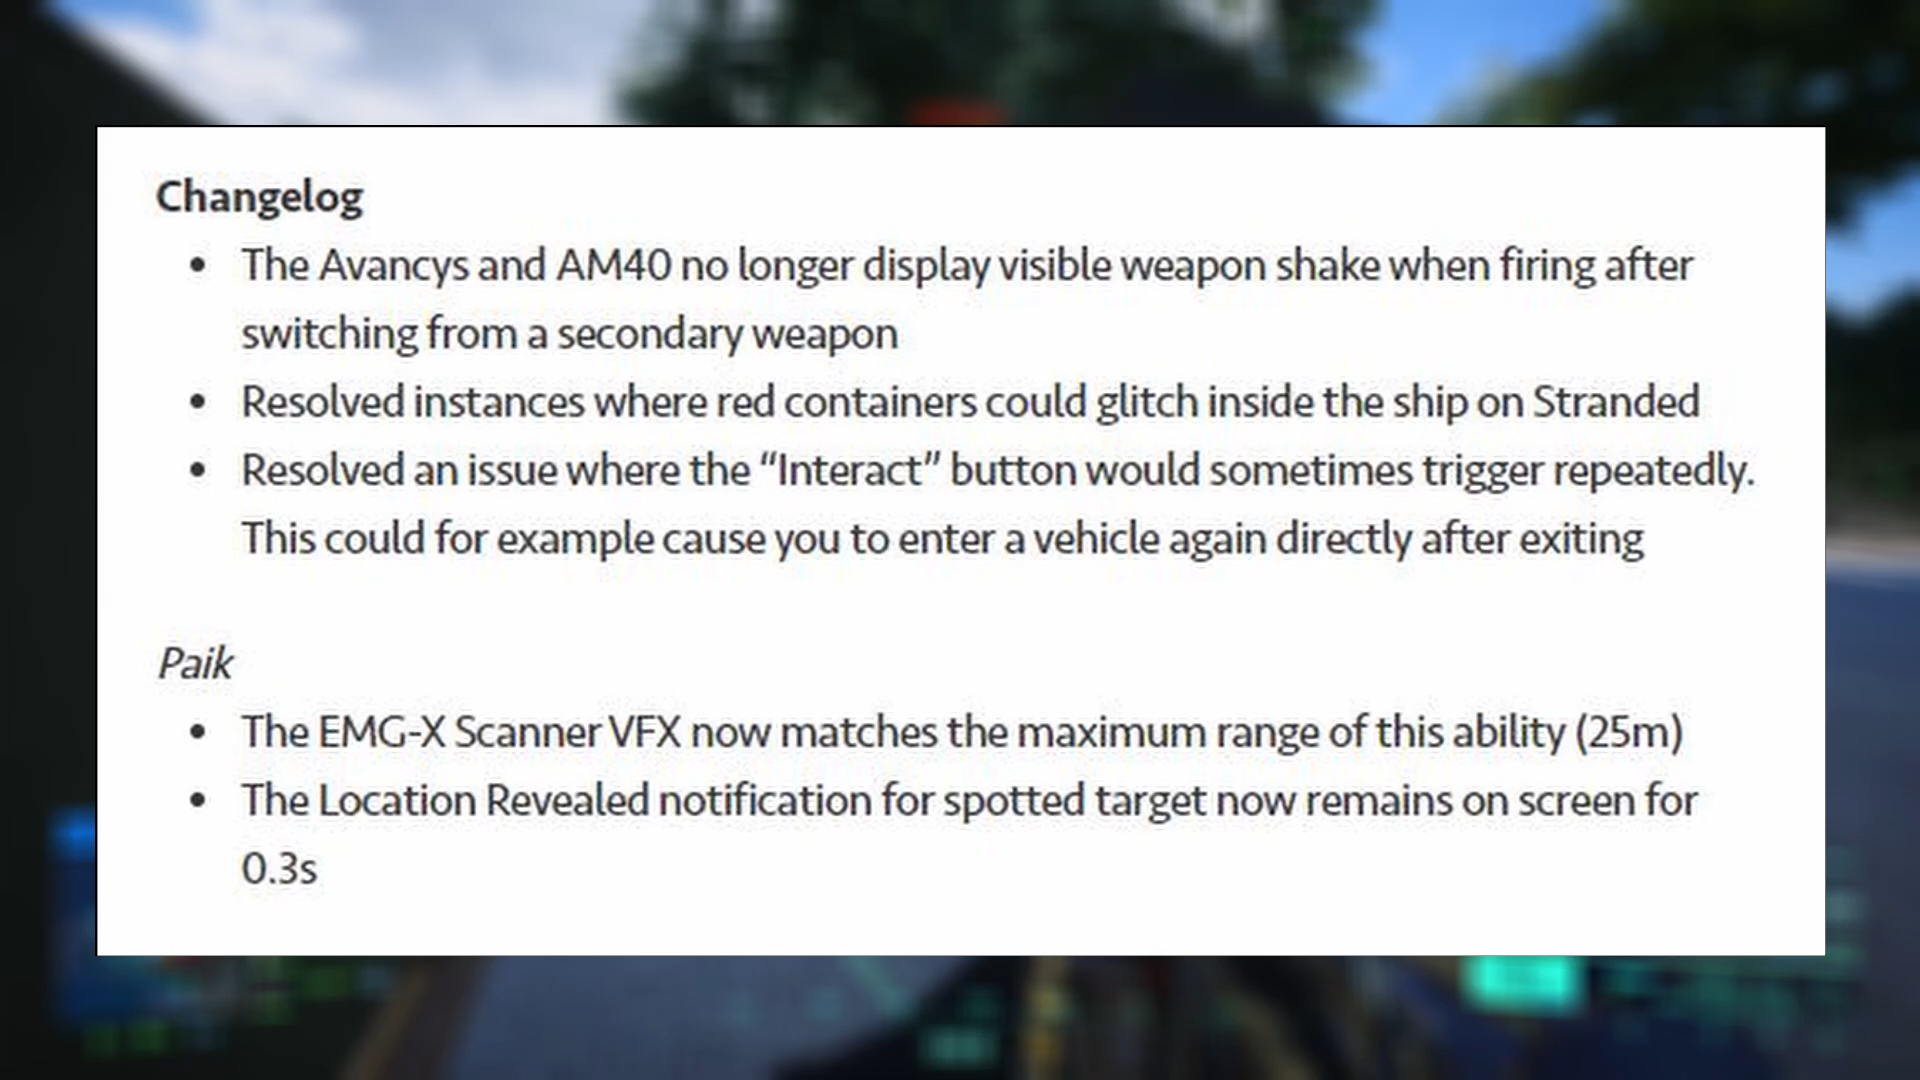 Changelog
• The Avancys and AM40 no longer display visible weapon shake when firing after
switching from a secondary weapon
• Resolved instances where red containers could glitch inside the ship on Stranded
• Resolved an issue where the “Interact” button would sometimes trigger repeatedly.
This could for example cause you to enter a vehicle again directly after exiting
Paik
• The EMG-X Scanner VFX now matches the maximum range of this ability (25m)
• The Location Revealed notification for spotted target now remains on screen for
0.3s